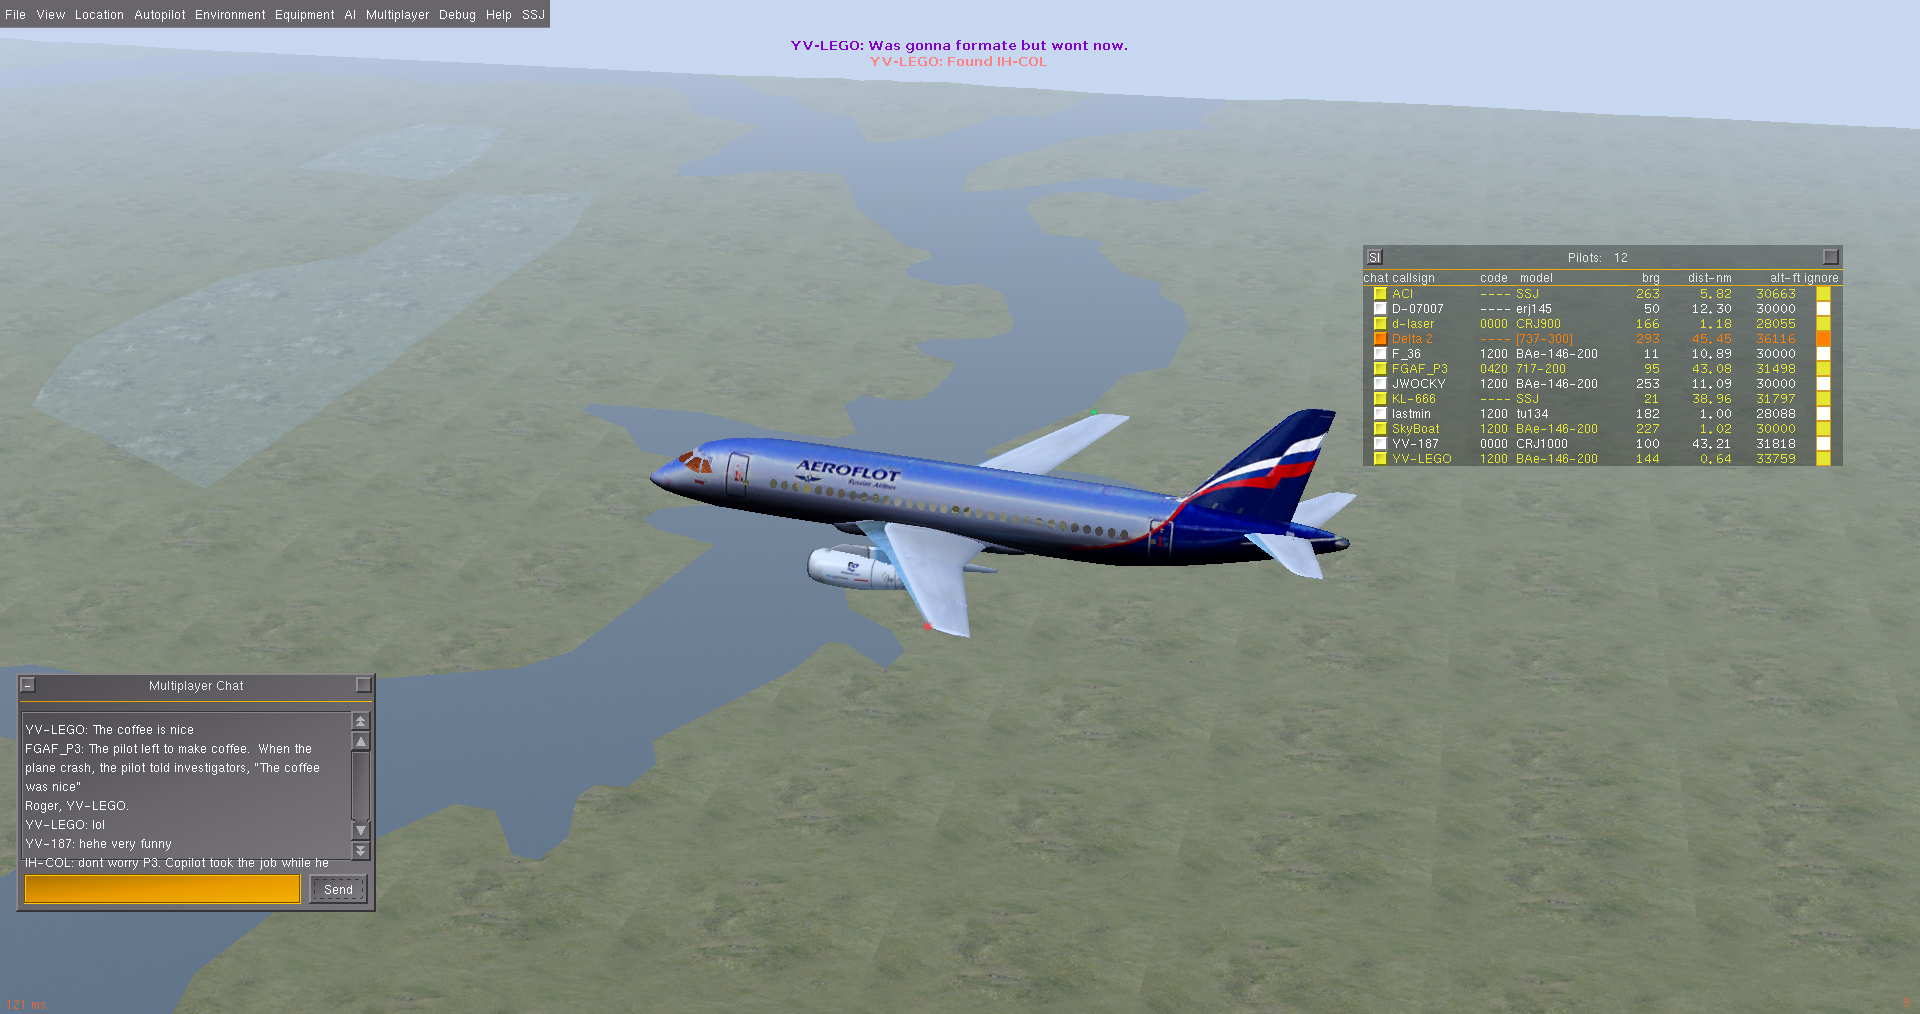 File View Location Autopilot Environment Equipment AI Multiplayer Debug Help SSJ
YV-LEGO: Was gonna formate but wont now.
YV-LEGO: Found IH-COL
SI Pilots: 12
chat callsign code model brg dist-nm alt-ft ignore
ACI ---- SSJ 263 5.82 30663
D-07007 ---- erj145 50 12.30 30000
d-laser 0000 CRJ900 166 1.18 28055
Delta 2 ---- [737-300] 293 45.45 36116
F_36 1200 BAe-146-200 11 10.89 30000
FGAF_P3 0420 717-200 95 43.08 31498
JWOCKY 1200 BAe-146-200 253 11.09 30000
KL-666 ---- SSJ 21 38.96 31797
lastmin 1200 tu134 182 1.00 28088
SkyBoat 1200 BAe-146-200 227 1.02 30000
YV-187 0000 CRJ1000 100 43.21 31818
YV-LEGO 1200 BAe-146-200 144 0.64 33759
AEROFLOT
Russian Airlines
- Multiplayer Chat
YV-LEGO: The coffee is nice
FGAF_P3: The pilot left to make coffee. When the
plane crash, the pilot told investigators, "The coffee
was nice"
Roger, YV-LEGO.
YV-LEGO: lol
YV-187: hehe very funny
IH-COL: dont worry P3. Copilot took the job while he
Send
121 ms